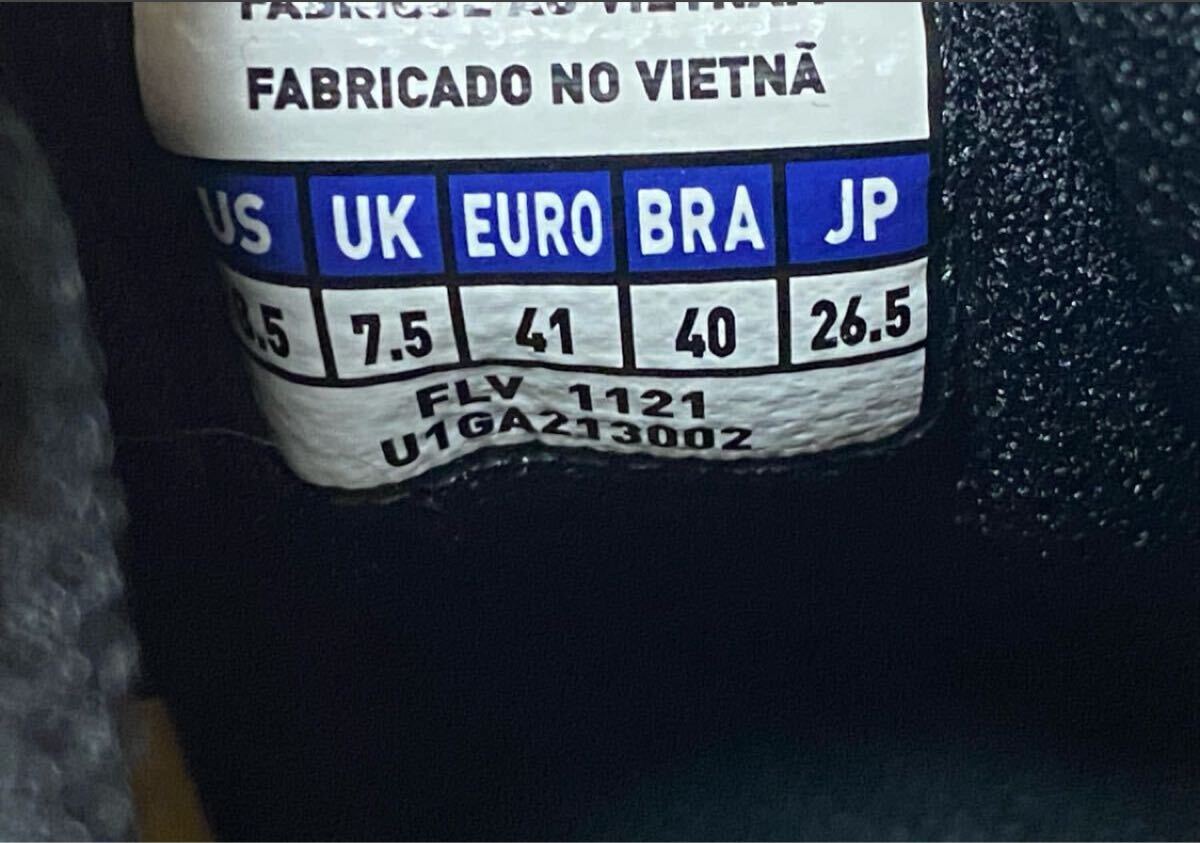 FABRICADO NO VIETNÃ
US UK EURO BRA JP
7.5 41 40 26.5
FLV 1121
U1GA213002